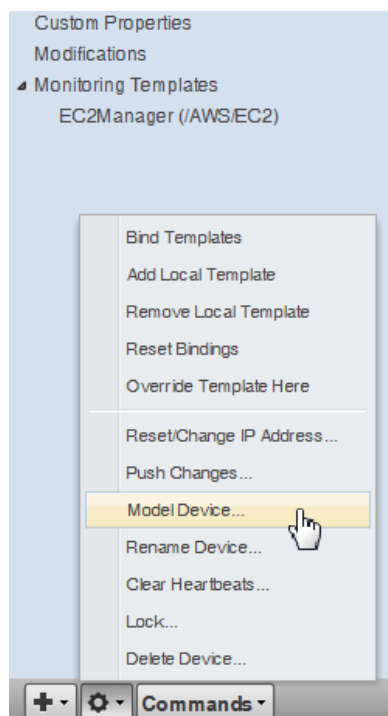 Custom Properties
Modifications
Monitoring Templates
EC2Manager (/AWS/EC2)
Bind Templates
Add Local Template
Remove Local Template
Reset Bindings
Override Template Here
Reset/Change IP Address...
Push Changes...
Model Device...
Rename Device...
Clear Heartbeats...
Lock...
Delete Device...
Commands